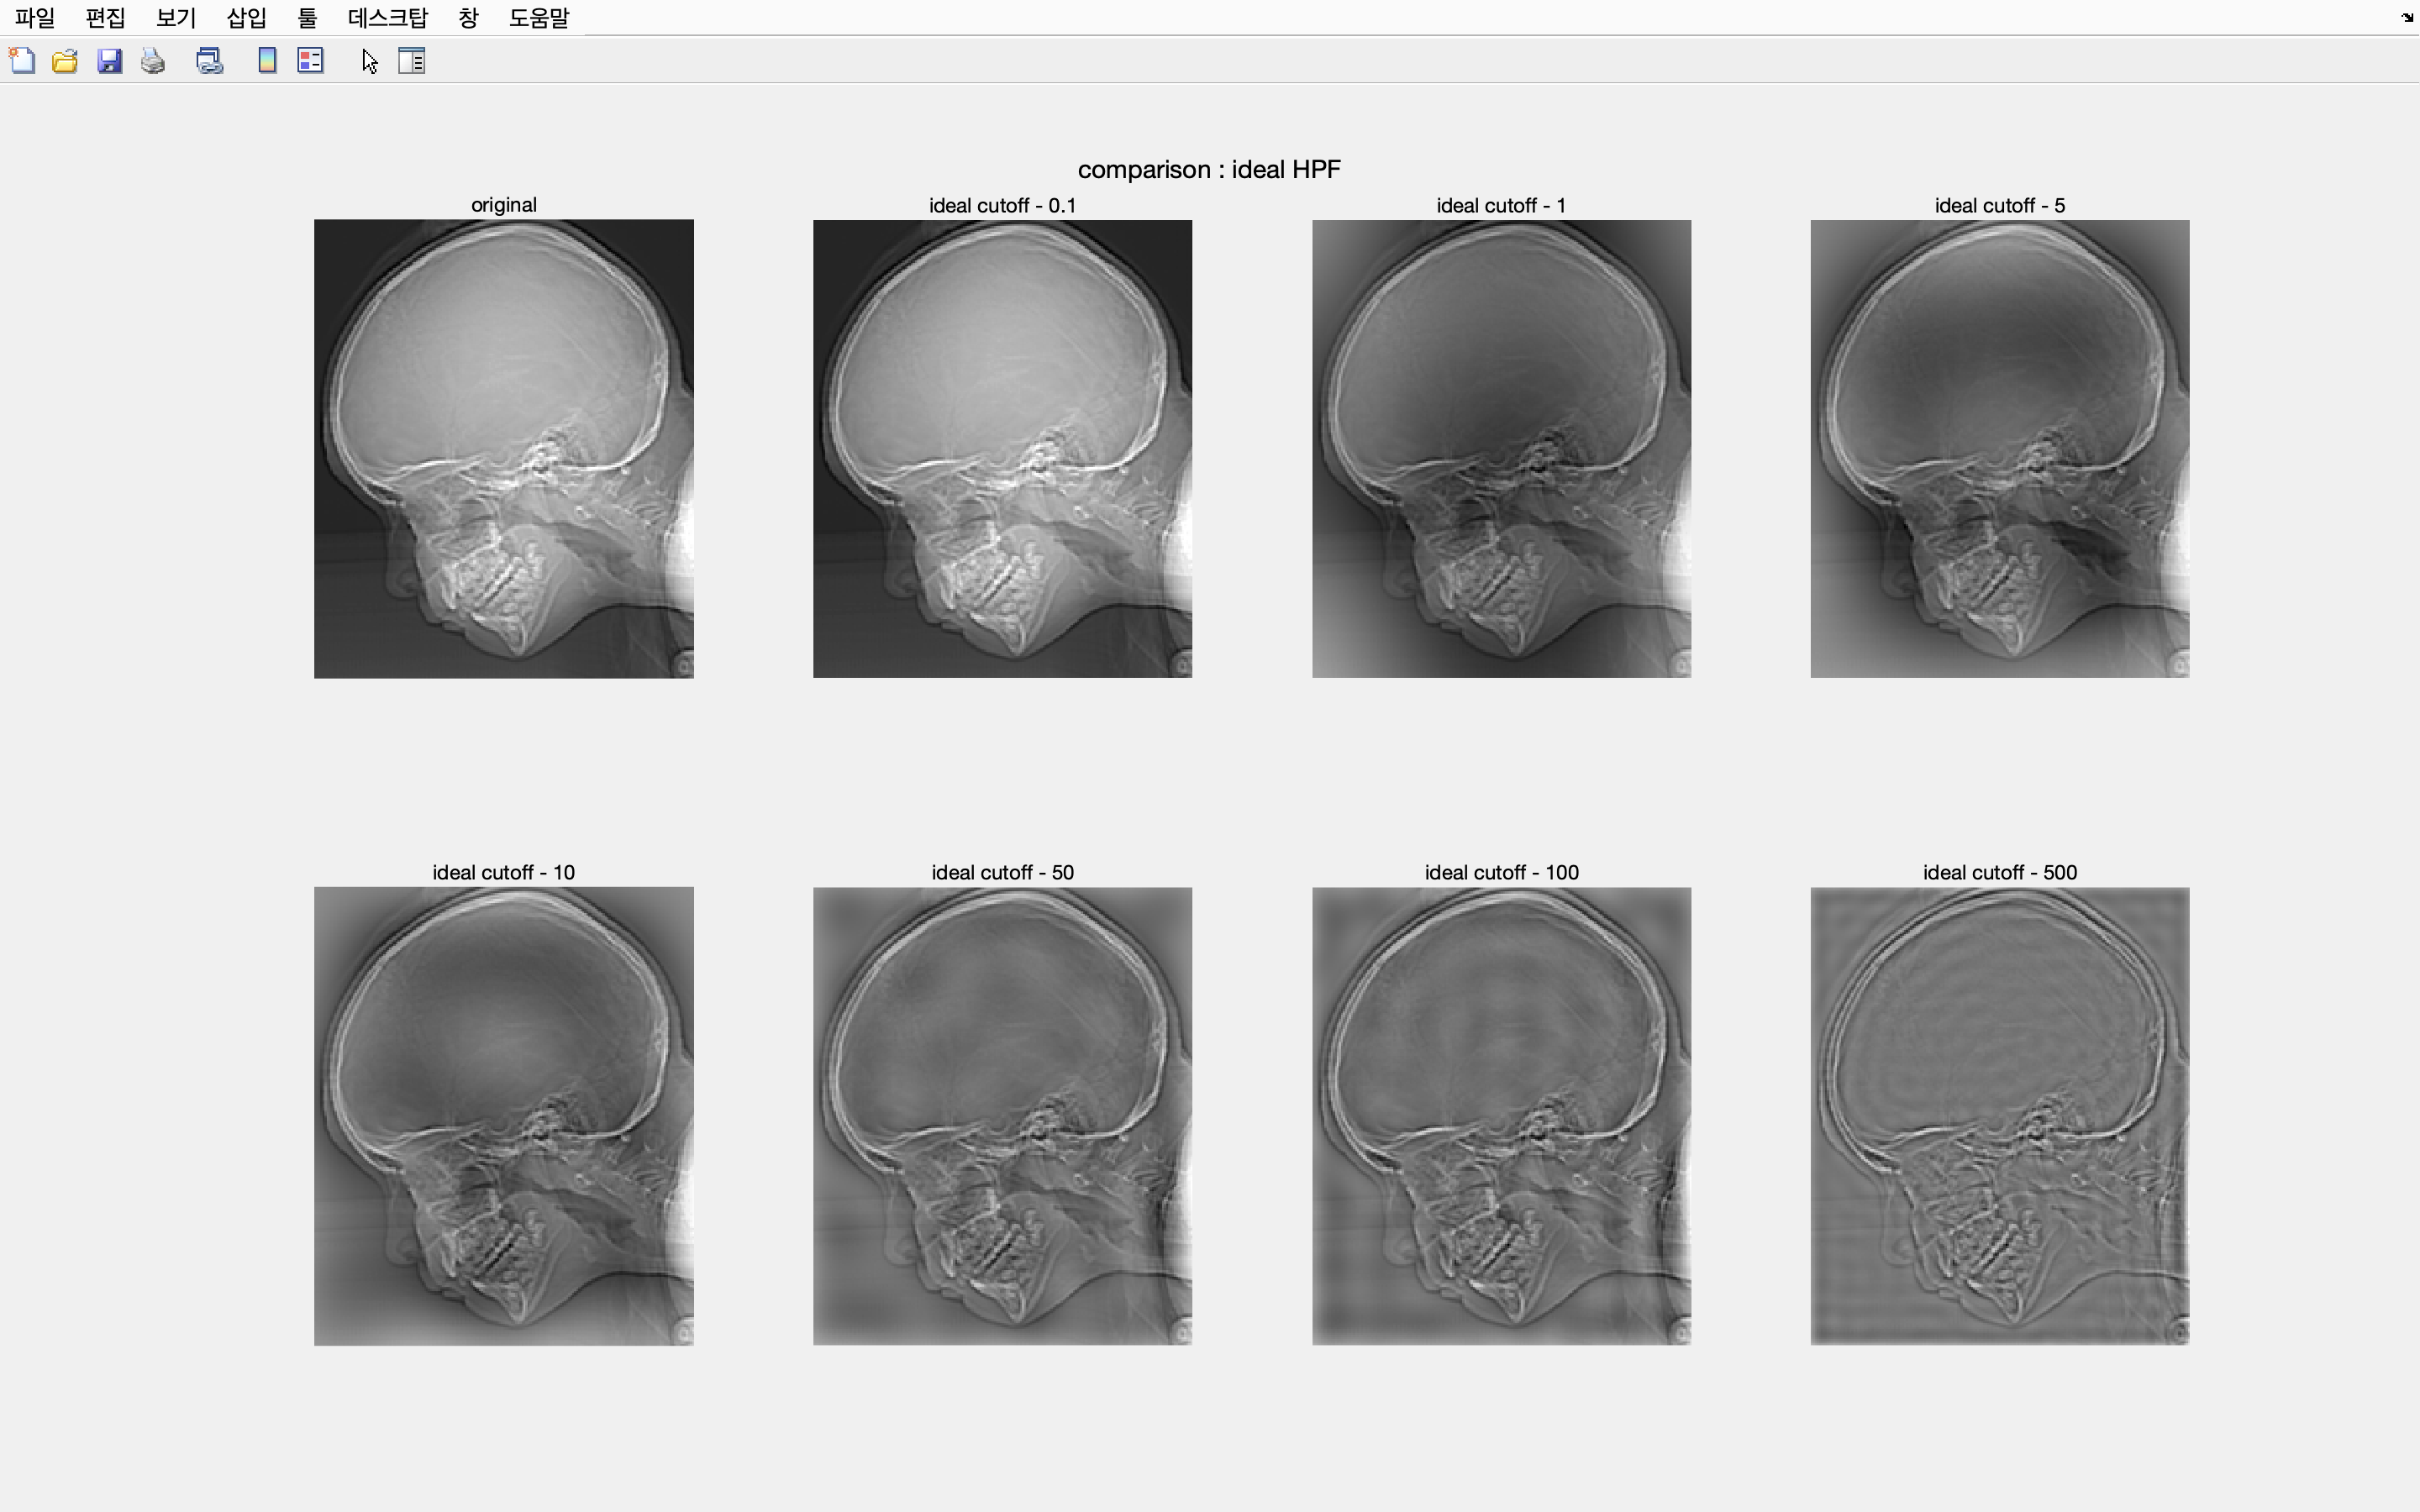 파일 편집 보기 삽입 툴 데스크탑 창 도움말
comparison : ideal HPF
original
ideal cutoff - 0.1
ideal cutoff - 1
ideal cutoff - 5
ideal cutoff - 10
ideal cutoff - 50
ideal cutoff - 100
ideal cutoff - 500